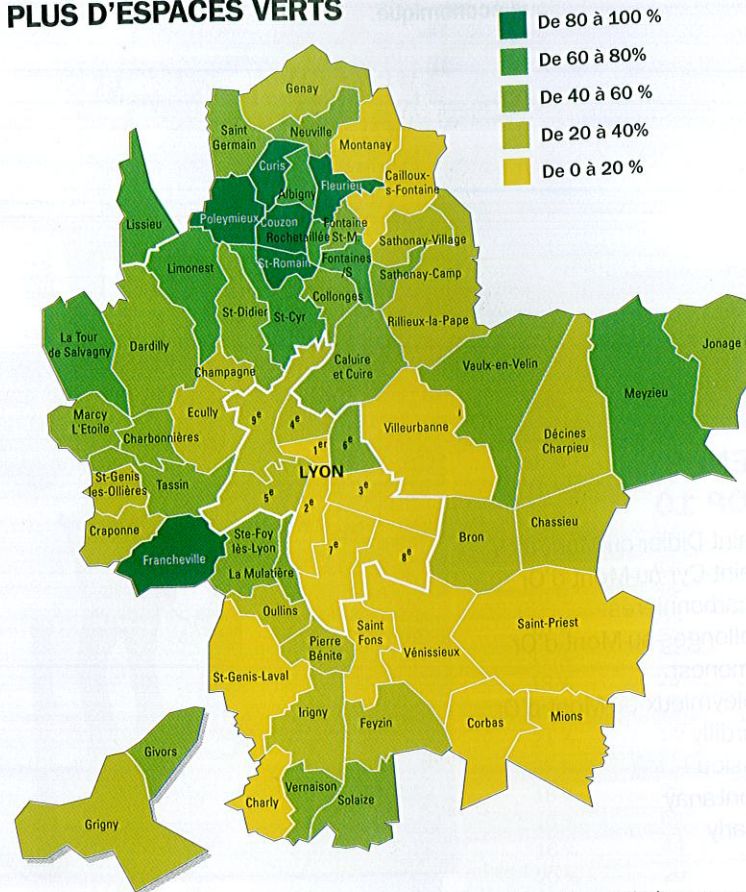 PLUS D'ESPACES VERTS
De 80 à 100 %
De 60 à 80%
De 40 à 60 %
De 20 à 40%
De 0 à 20 %
Genay
Saint
Germain
Neuville
Montanay
Curis
Albigny
Fleurieu
Cailloux-
s-Fontaine
Lissieu
Poleymieux
Couzon
Rochetaillée
Fontaine
St-M.
Sathonay-Village
Limonest
St-Romain
Fontaines
/S
Sathonay-Camp
Collonges
St-Didier
St-Cyr
Rillieux-la-Pape
La Tour
de Salvagny
Dardilly
Champagne
Caluire
et Cuire
Vaulx-en-Velin
Meyzieu
Jonage
Marcy
L'Etoile
Charbonnières
Ecully
9e
4e
1er
6e
Villeurbanne
Décines
Charpieu
LYON
St-Genis
les-Ollières
Tassin
5e
2e
3e
Craponne
Francheville
Ste-Foy
lès-Lyon
La Mulatière
7e
8e
Bron
Chassieu
Oullins
Pierre
Bénite
Saint
Fons
Vénissieux
Saint-Priest
St-Genis-Laval
Irigny
Feyzin
Corbas
Mions
Givors
Grigny
Charly
Vernaison
Solaize